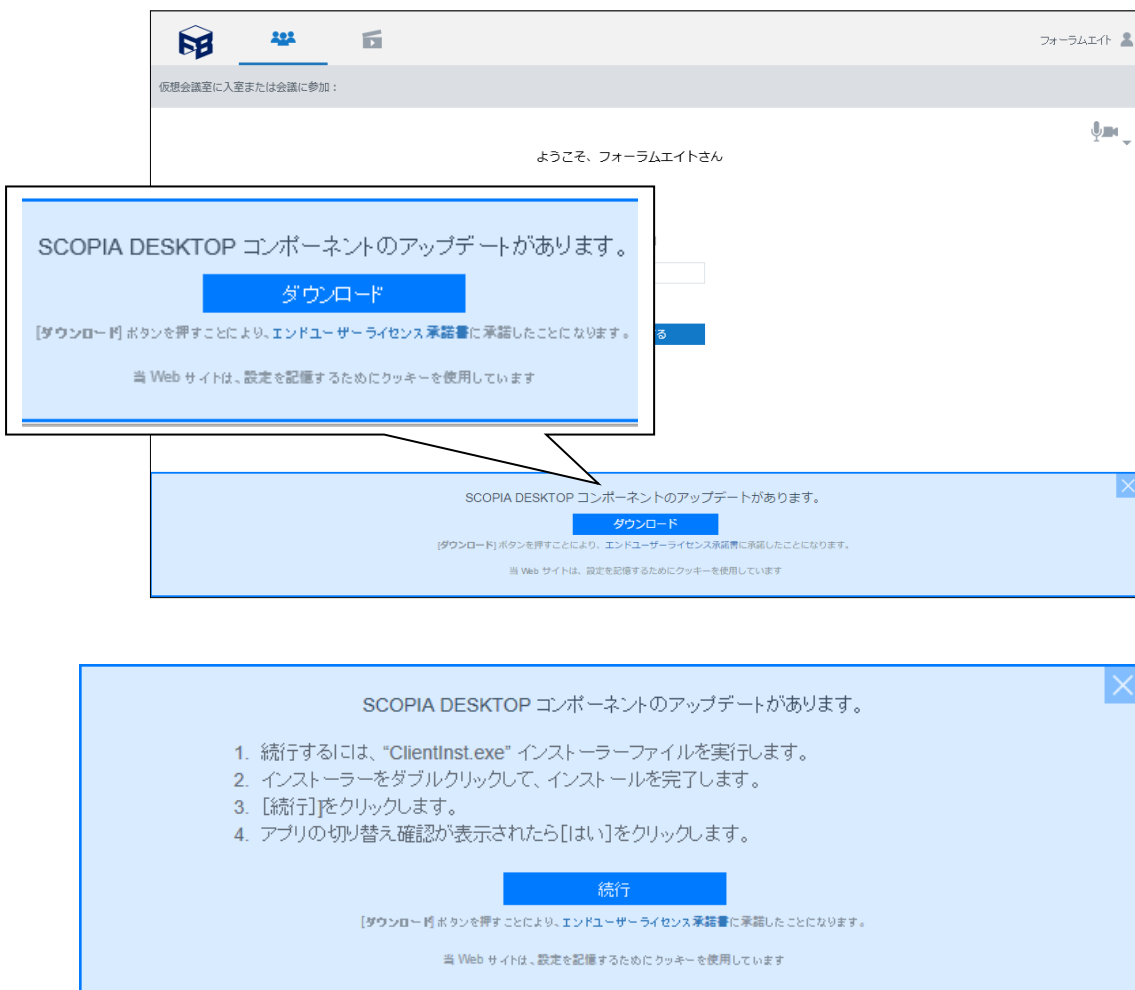 フォーラムエイト
仮想会議室に入室または会議に参加：
ようこそ、フォーラムエイトさん
SCOPIA DESKTOP コンポーネントのアップデートがあります。
ダウンロード
[ダウンロード] ボタンを押すことにより、エンドユーザーライセンス承諾書に承諾したことになります。
当 Web サイトは、設定を記憶するためにクッキーを使用しています
る
SCOPIA DESKTOP コンポーネントのアップデートがあります。
ダウンロード
[ダウンロード] ボタンを押すことにより、エンドユーザーライセンス承諾書に承諾したことになります。
当 Web サイトは、設定を記憶するためにクッキーを使用しています
SCOPIA DESKTOP コンポーネントのアップデートがあります。
1. 続行するには、“ClientInst.exe” インストーラーファイルを実行します。
2. インストーラーをダブルクリックして、インストールを完了します。
3. [続行]をクリックします。
4. アプリの切り替え確認が表示されたら[はい]をクリックします。
続行
[ダウンロード] ボタンを押すことにより、エンドユーザーライセンス承諾書に承諾したことになります。
当 Web サイトは、設定を記憶するためにクッキーを使用しています